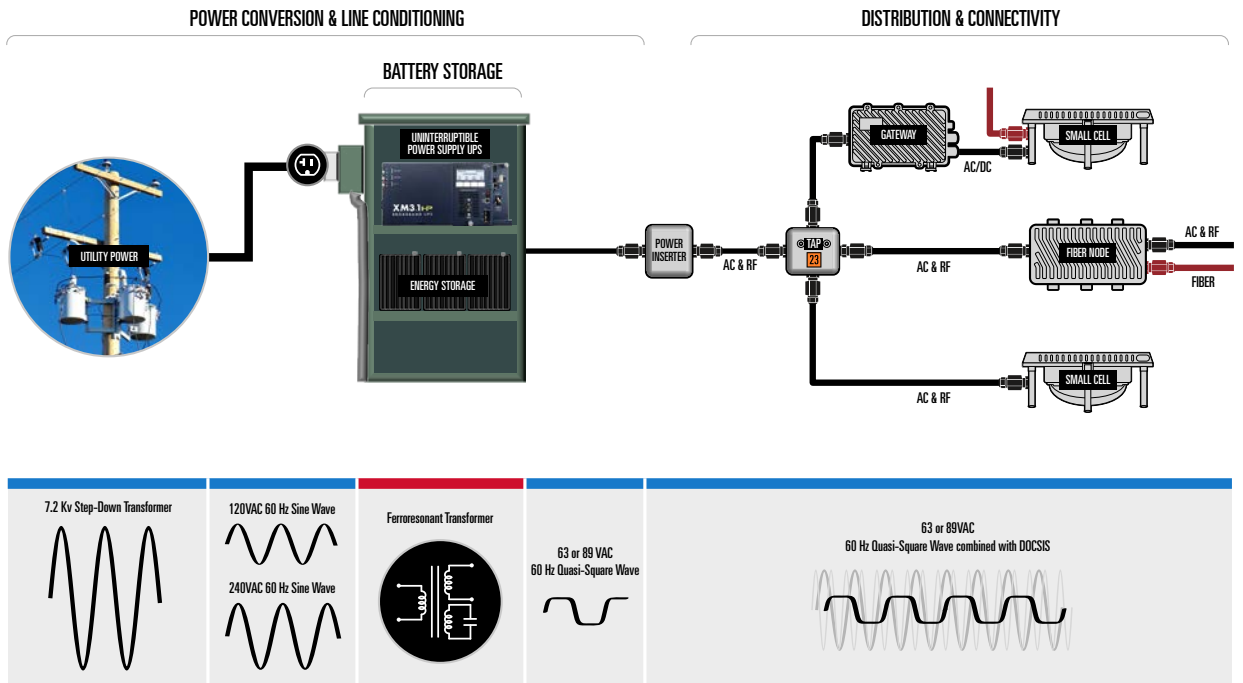 POWER CONVERSION & LINE CONDITIONING
DISTRIBUTION & CONNECTIVITY
BATTERY STORAGE
UNINTERRUPTIBLE
POWER SUPPLY UPS
XM3.1HP
BROADBAND UPS
UTILITY POWER
ENERGY STORAGE
POWER
INSERTER
AC & RF
TAP
23
GATEWAY
AC/DC
SMALL CELL
AC & RF
FIBER NODE
AC & RF
FIBER
AC & RF
SMALL CELL
7.2 Kv Step-Down Transformer
120VAC 60 Hz Sine Wave
240VAC 60 Hz Sine Wave
Ferroresonant Transformer
63 or 89 VAC
60 Hz Quasi-Square Wave
63 or 89VAC
60 Hz Quasi-Square Wave combined with DOCSIS